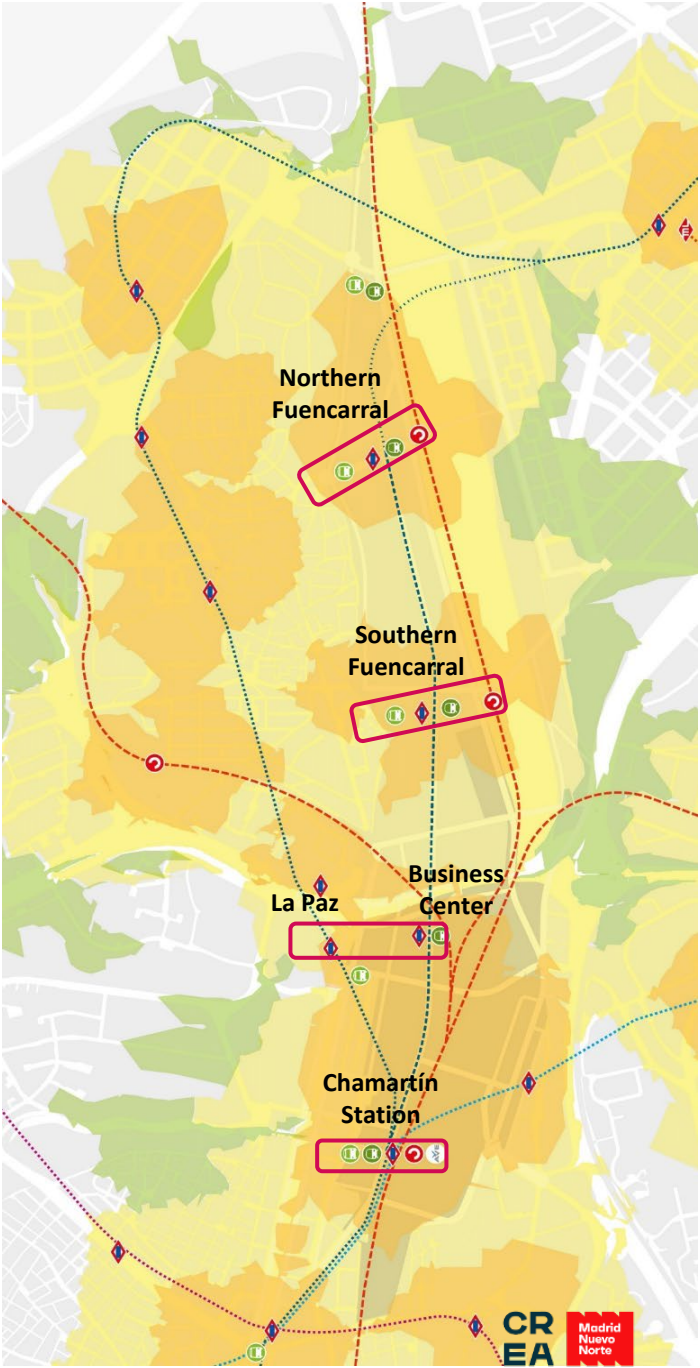 Northern
Fuencarral
Southern
Fuencarral
Business
Center
La Paz
Chamartín
Station
CR
EA
Madrid
Nuevo
Norte